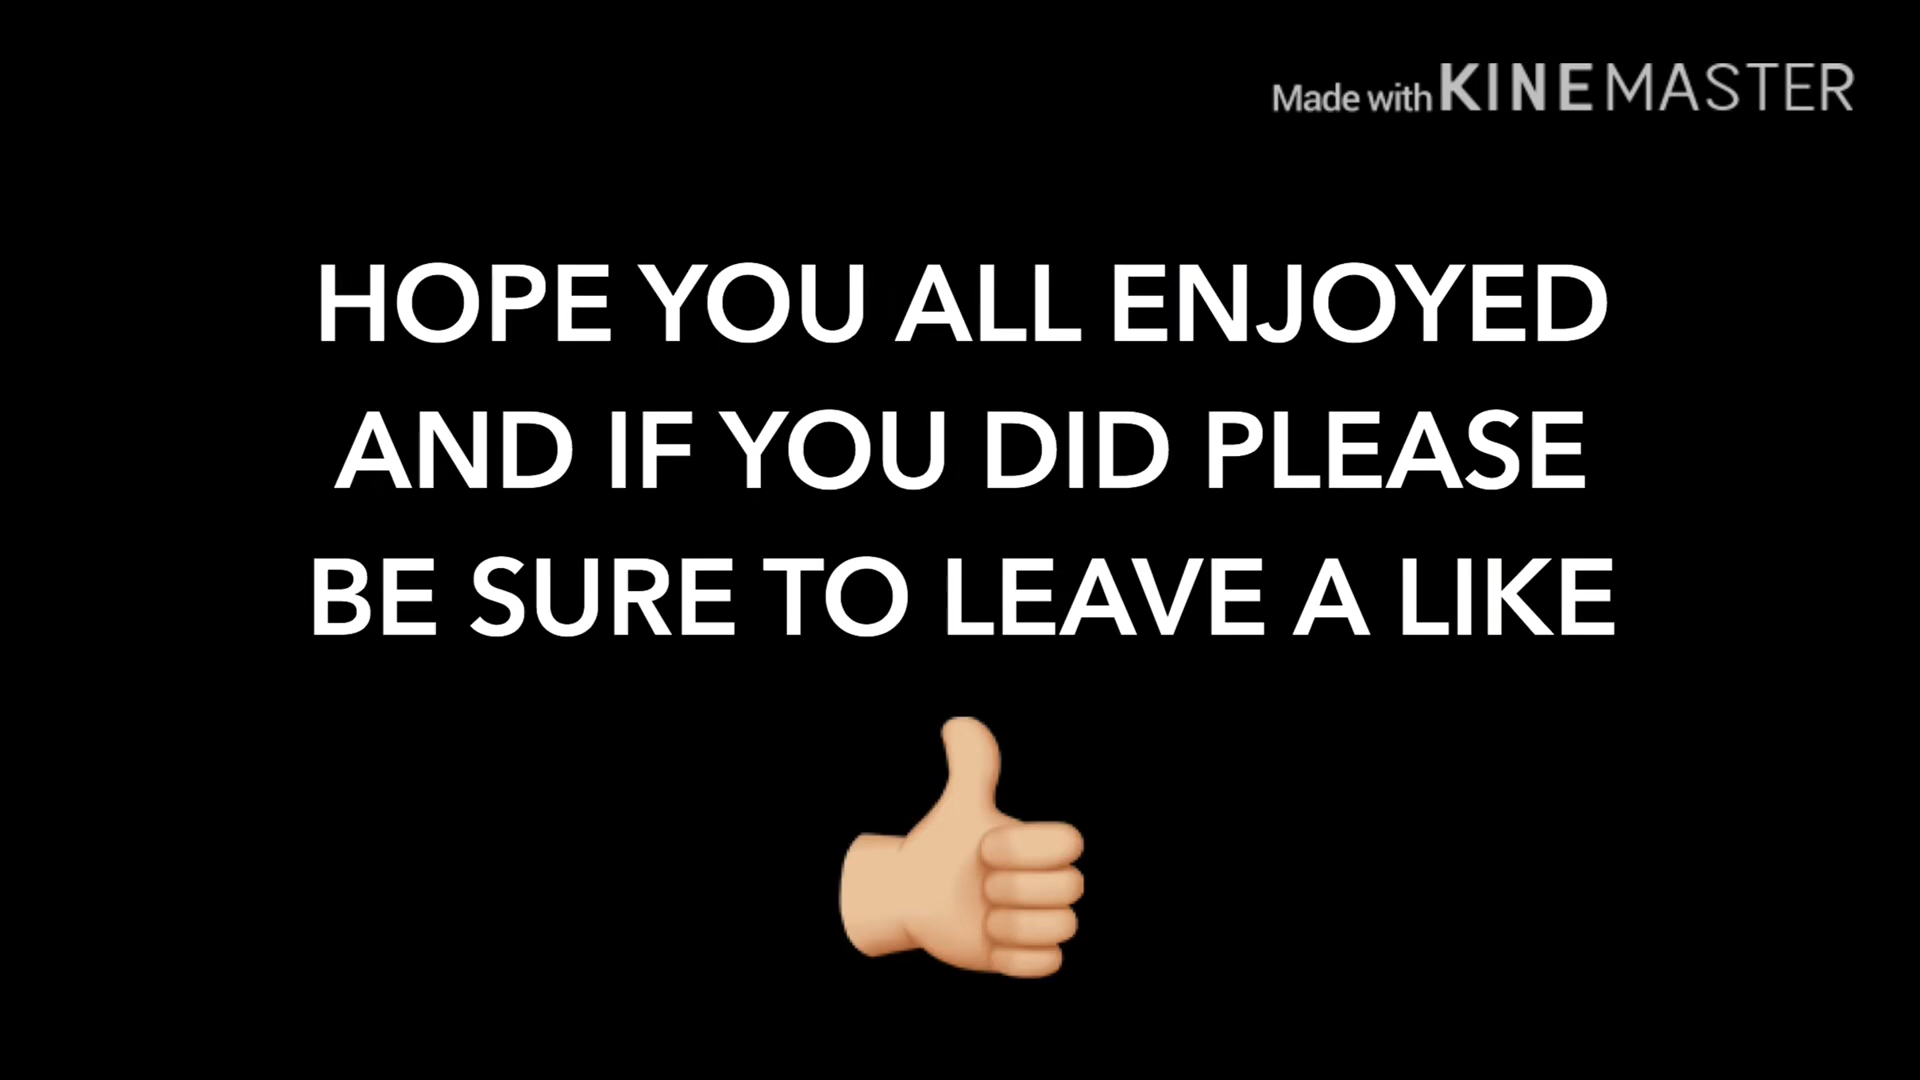 Made with KINEMASTER
HOPE YOU ALL ENJOYED
AND IF YOU DID PLEASE
BE SURE TO LEAVE A LIKE